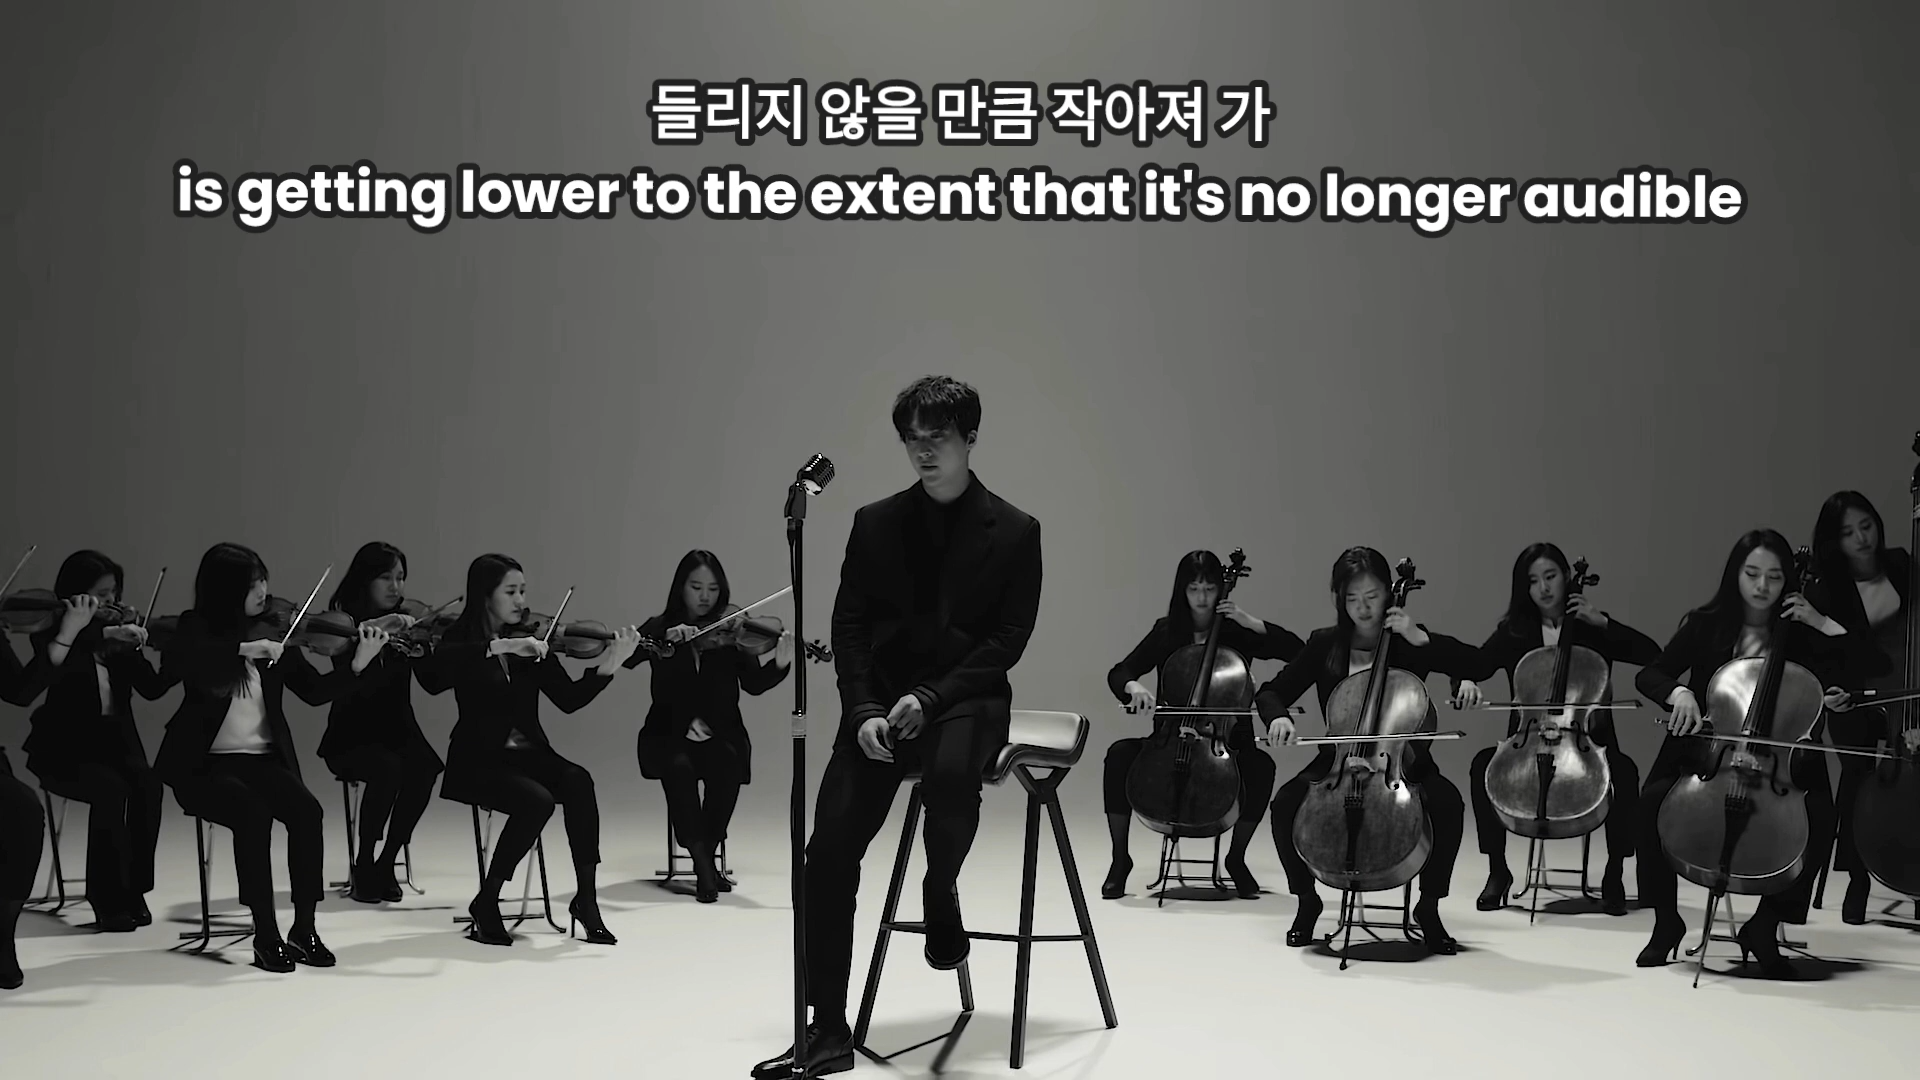 들리지 않을 만큼 작아져 가
is getting lower to the extent that it's no longer audible